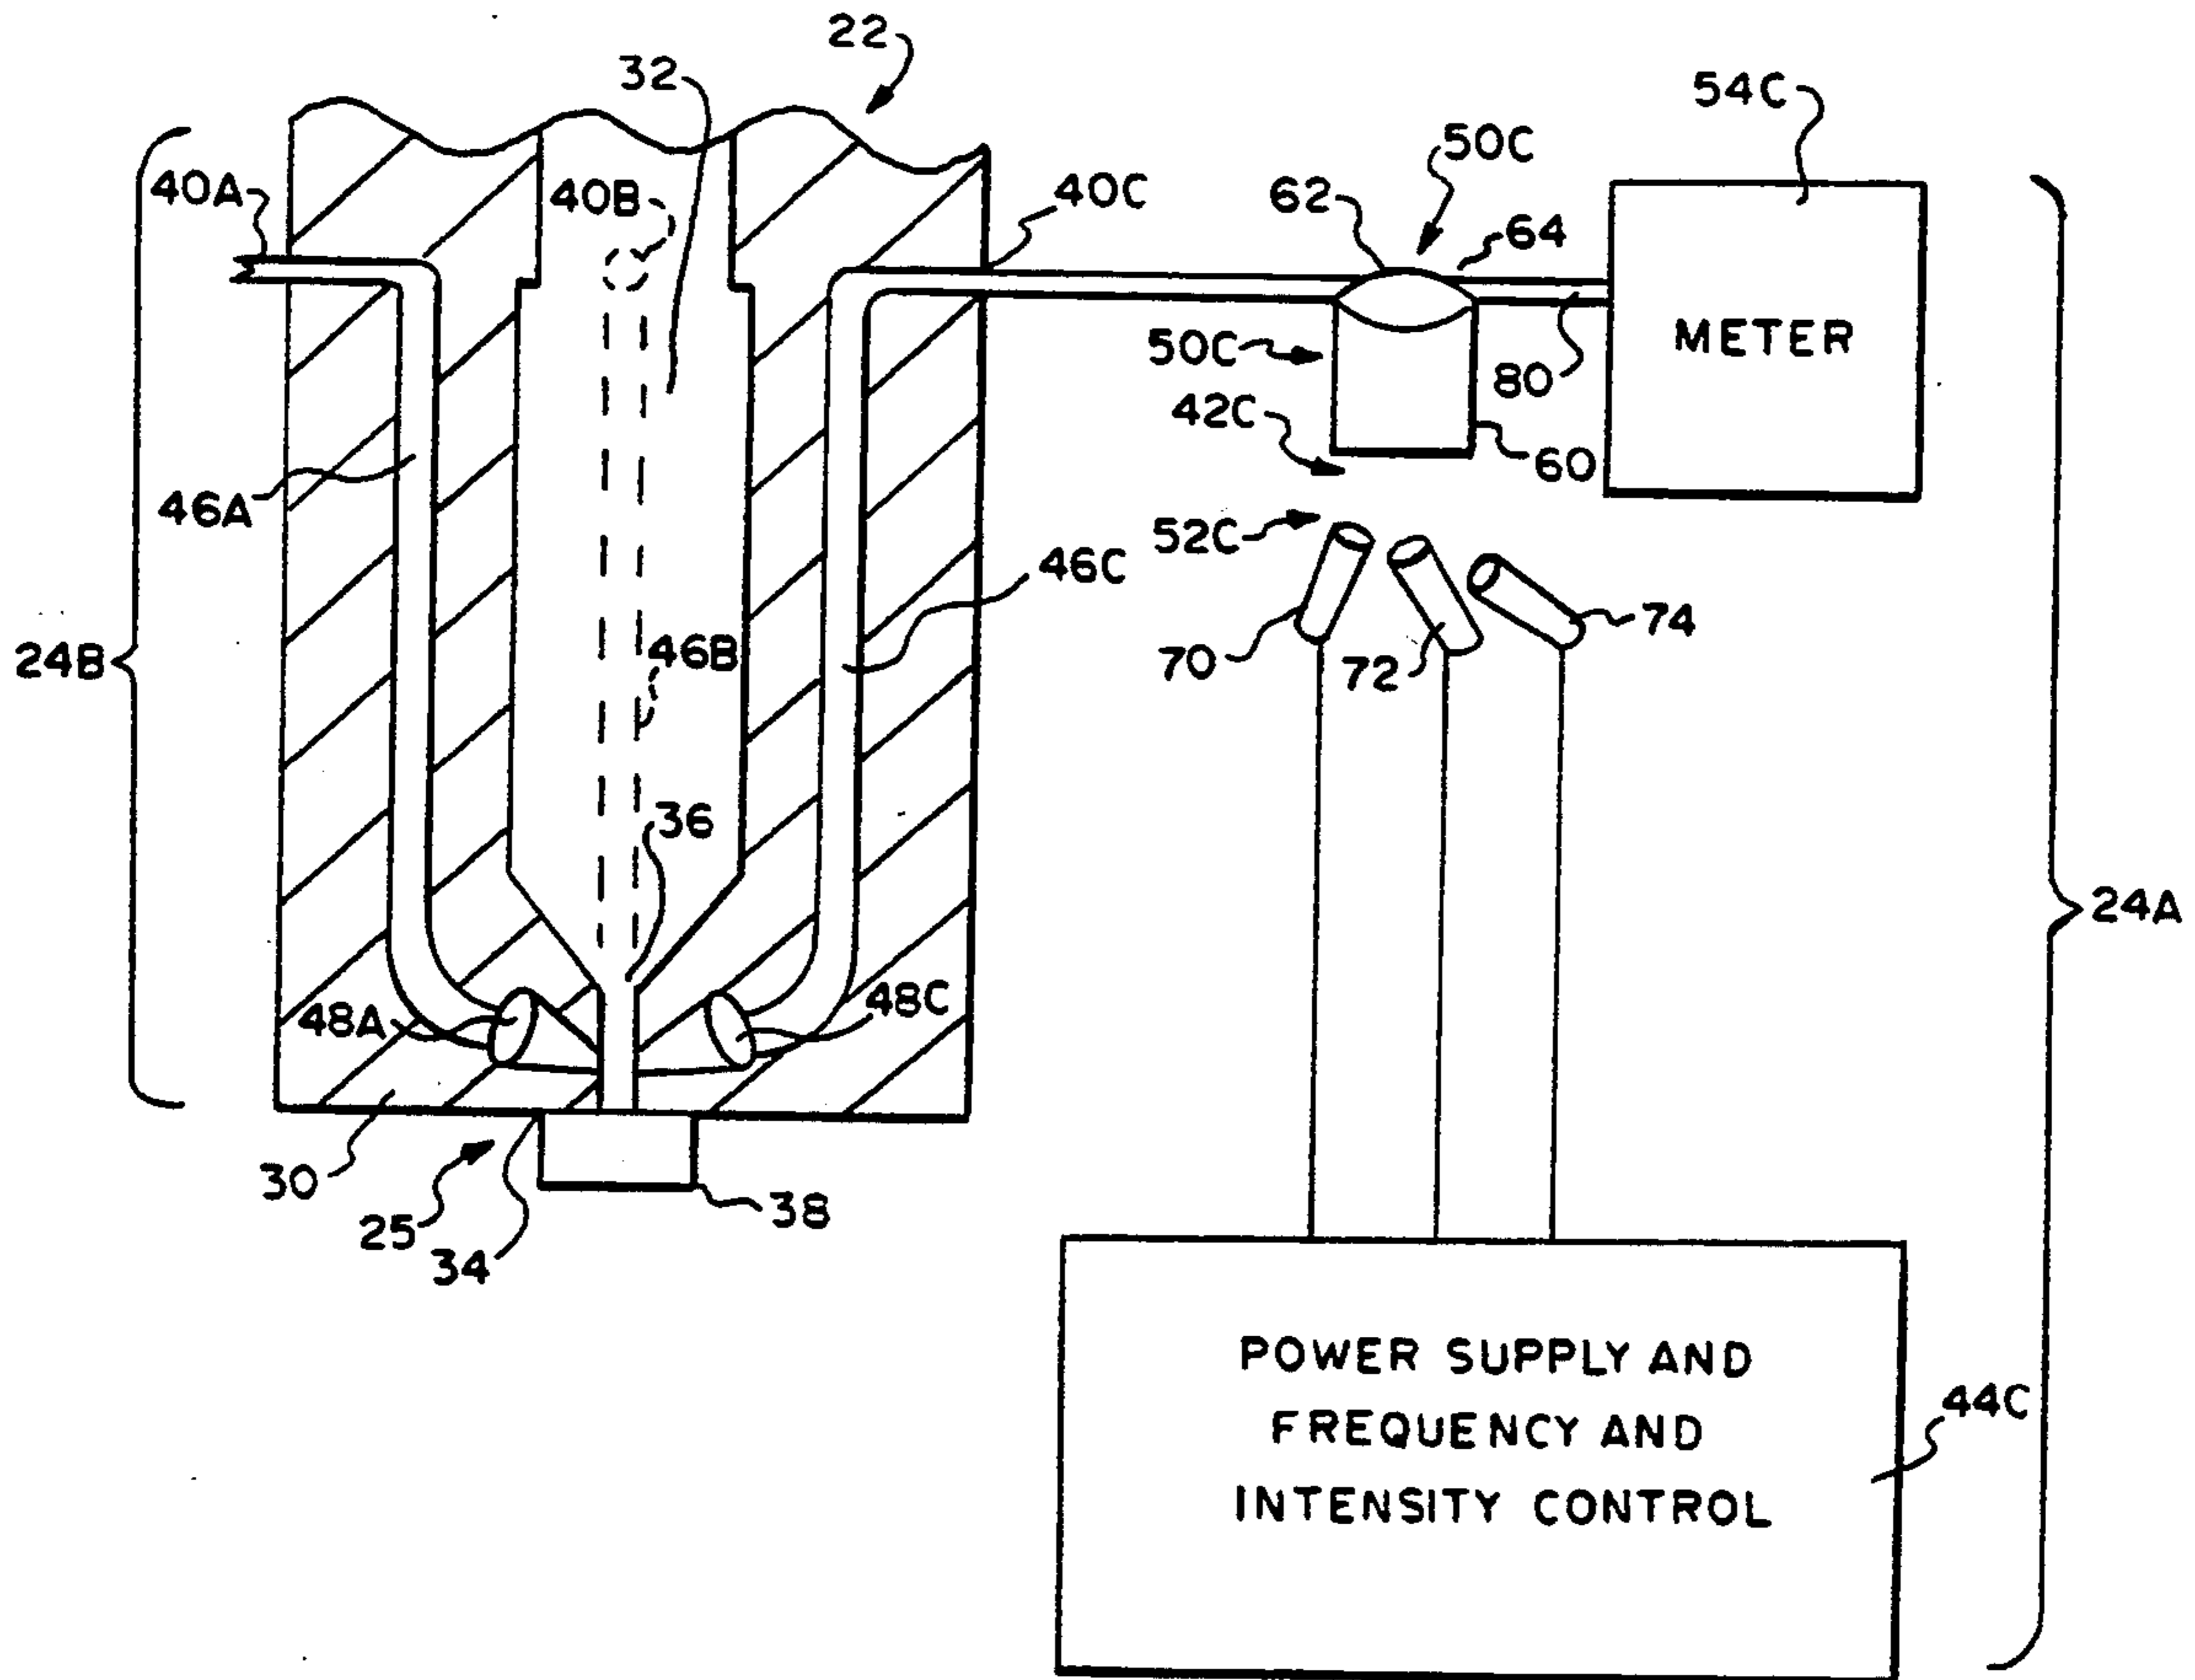 22
32
54C
50C
40A
40B
40C
62
64
METER
50C
80
42C
60
46A
52C
46C
70
72
74
24B
46B
36
24A
48A
48C
30
25
34
38
POWER SUPPLY AND
FREQUENCY AND
INTENSITY CONTROL
44C